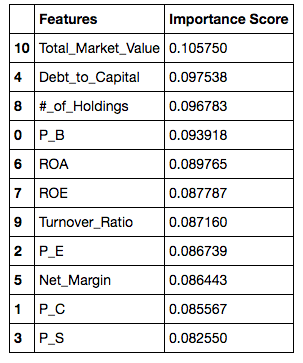 Features Importance Score
10 Total_Market_Value 0.105750
4 Debt_to_Capital 0.097538
8 #_of_Holdings 0.096783
0 P_B 0.093918
6 ROA 0.089765
7 ROE 0.087787
9 Turnover_Ratio 0.087160
2 P_E 0.086739
5 Net_Margin 0.086443
1 P_C 0.085567
3 P_S 0.082550